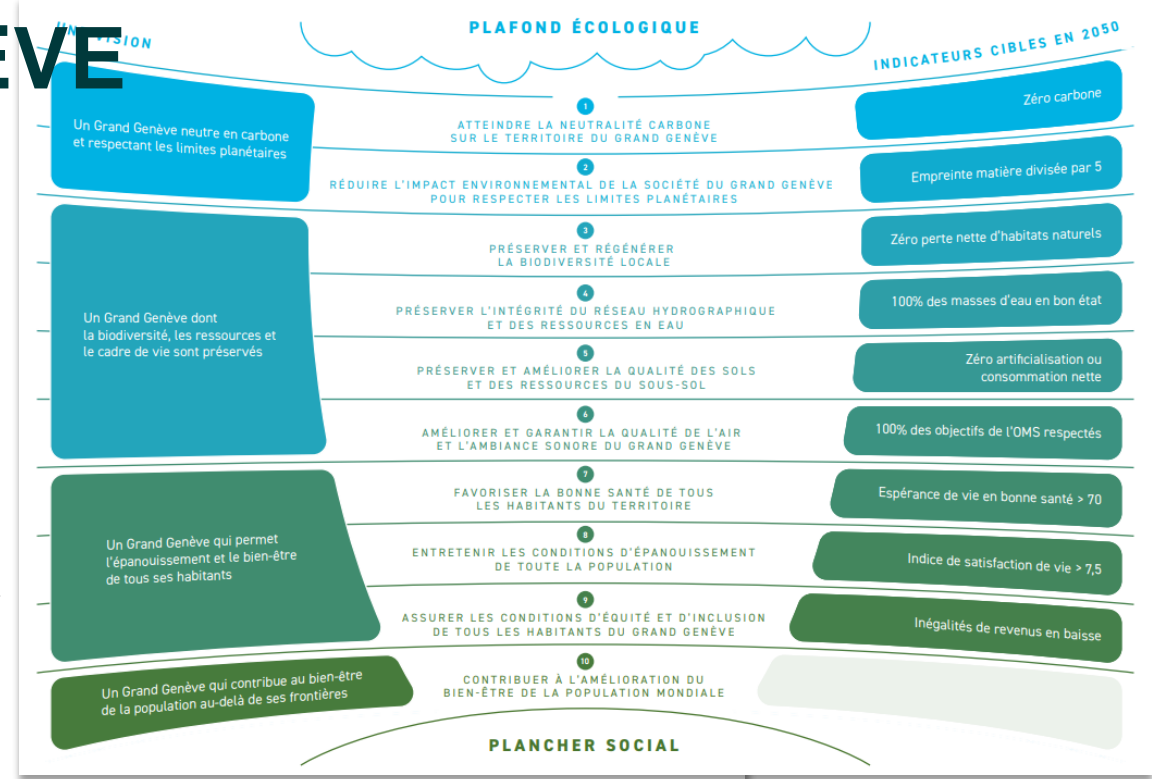 ÈVE
UNE VISION
PLAFOND ÉCOLOGIQUE
INDICATEURS CIBLES EN 2050
Un Grand Genève neutre en carbone
et respectant les limites planétaires
1
ATTEINDRE LA NEUTRALITÉ CARBONE
SUR LE TERRITOIRE DU GRAND GENÈVE
Zéro carbone
2
RÉDUIRE L'IMPACT ENVIRONNEMENTAL DE LA SOCIÉTÉ DU GRAND GENÈVE
POUR RESPECTER LES LIMITES PLANÉTAIRES
Empreinte matière divisée par 5
Un Grand Genève dont
la biodiversité, les ressources et
le cadre de vie sont préservés
3
PRÉSERVER ET RÉGÉNÉRER
LA BIODIVERSITÉ LOCALE
Zéro perte nette d'habitats naturels
4
PRÉSERVER L'INTÉGRITÉ DU RÉSEAU HYDROGRAPHIQUE
ET DES RESSOURCES EN EAU
100% des masses d'eau en bon état
5
PRÉSERVER ET AMÉLIORER LA QUALITÉ DES SOLS
ET DES RESSOURCES DU SOUS-SOL
Zéro artificialisation ou
consommation nette
6
AMÉLIORER ET GARANTIR LA QUALITÉ DE L'AIR
ET L'AMBIANCE SONORE DU GRAND GENÈVE
100% des objectifs de l'OMS respectés
Un Grand Genève qui permet
l'épanouissement et le bien-être
de tous ses habitants
7
FAVORISER LA BONNE SANTÉ DE TOUS
LES HABITANTS DU TERRITOIRE
Espérance de vie en bonne santé > 70
8
ENTRETENIR LES CONDITIONS D'ÉPANOUISSEMENT
DE TOUTE LA POPULATION
Indice de satisfaction de vie > 7,5
9
ASSURER LES CONDITIONS D'ÉQUITÉ ET D'INCLUSION
DE TOUS LES HABITANTS DU GRAND GENÈVE
Inégalités de revenus en baisse
Un Grand Genève qui contribue au bien-être
de la population au-delà de ses frontières
10
CONTRIBUER À L'AMÉLIORATION DU
BIEN-ÊTRE DE LA POPULATION MONDIALE
PLANCHER SOCIAL